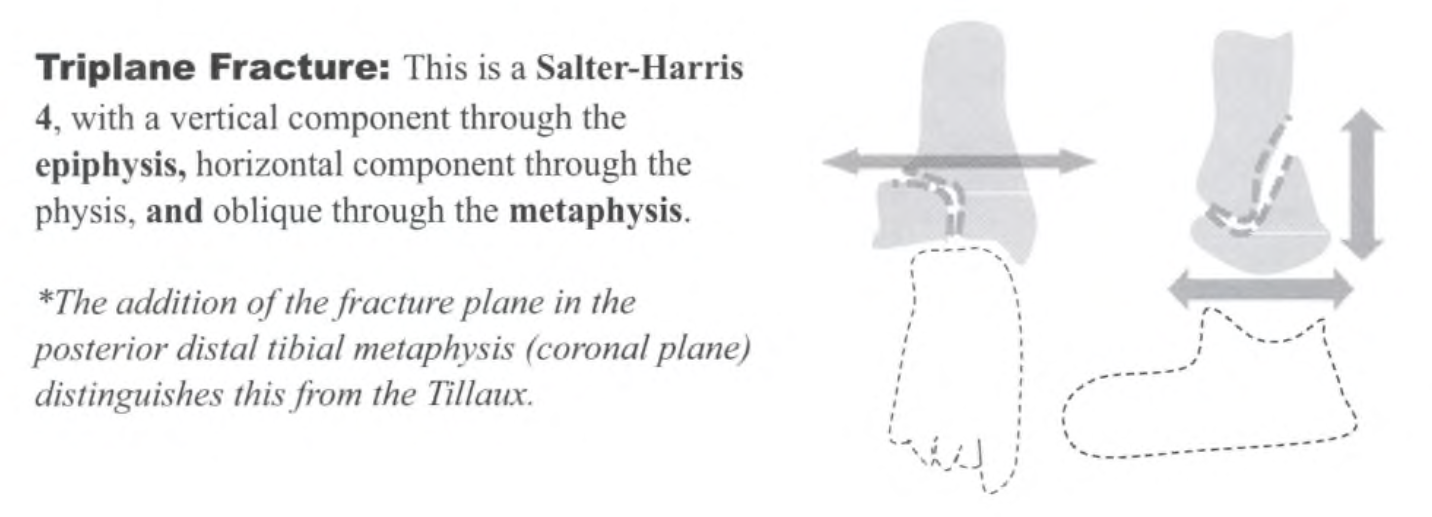 Triplane Fracture: This is a Salter-Harris
4, with a vertical component through the
epiphysis, horizontal component through the
physis, and oblique through the metaphysis.
*The addition of the fracture plane in the
posterior distal tibial metaphysis (coronal plane)
distinguishes this from the Tillaux.